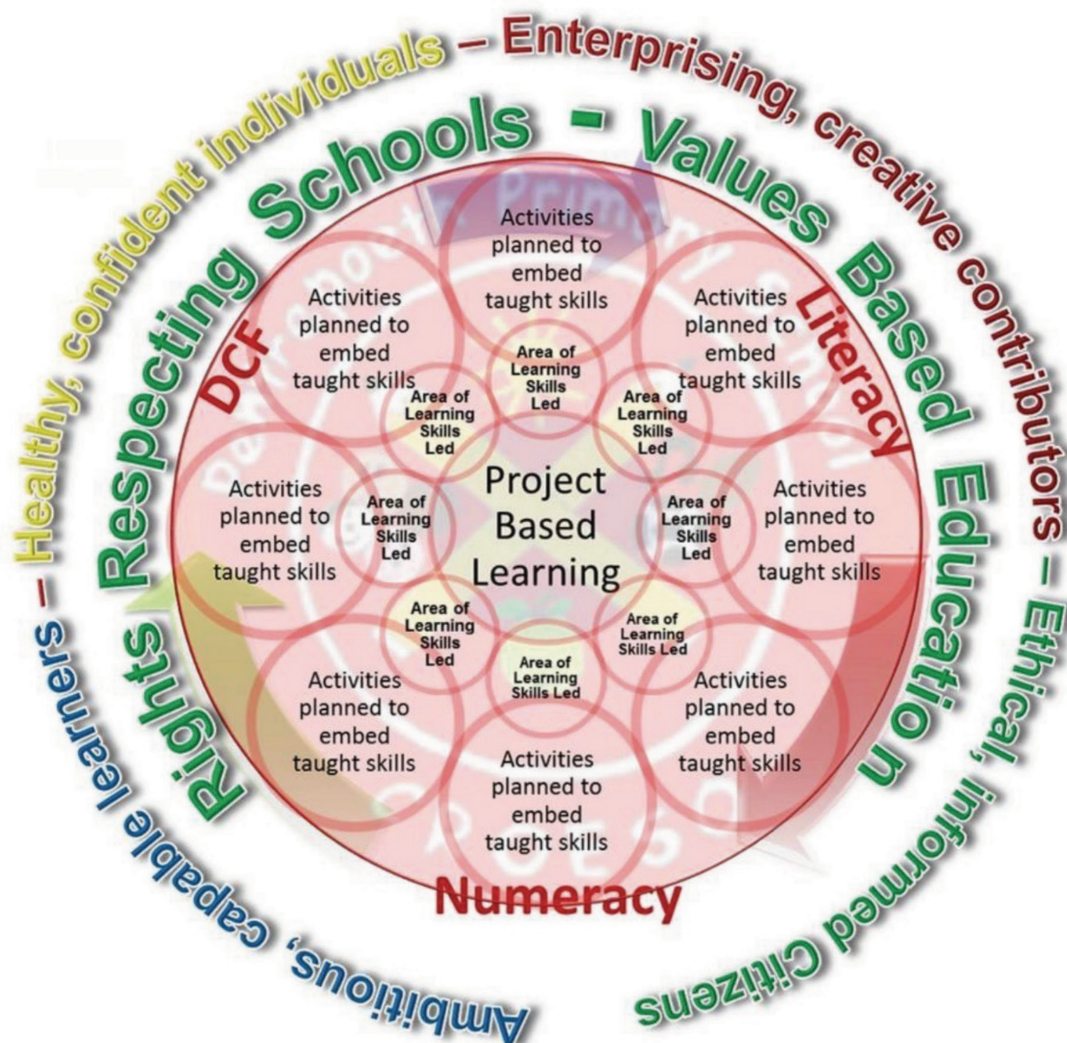 Ambitious, capable learners – Healthy, confident individuals – Enterprising, creative contributors – Ethical, informed Citizens
Rights Respecting Schools - Values Based Education
DCF
Literacy
Numeracy
Activities
planned to
embed
taught skills
Activities
planned to
embed
taught skills
Activities
planned to
embed
taught skills
Area of
Learning
Skills
Led
Area of
Learning
Skills
Led
Area of
Learning
Skills
Led
Activities
planned to
embed
taught skills
Area of
Learning
Skills
Led
Project
Based
Learning
Area of
Learning
Skills
Led
Activities
planned to
embed
taught skills
Area of
Learning
Skills
Led
Area of
Learning
Skills Led
Area of
Learning
Skills Led
Activities
planned to
embed
taught skills
Activities
planned to
embed
taught skills
Activities
planned to
embed
taught skills
Primary School